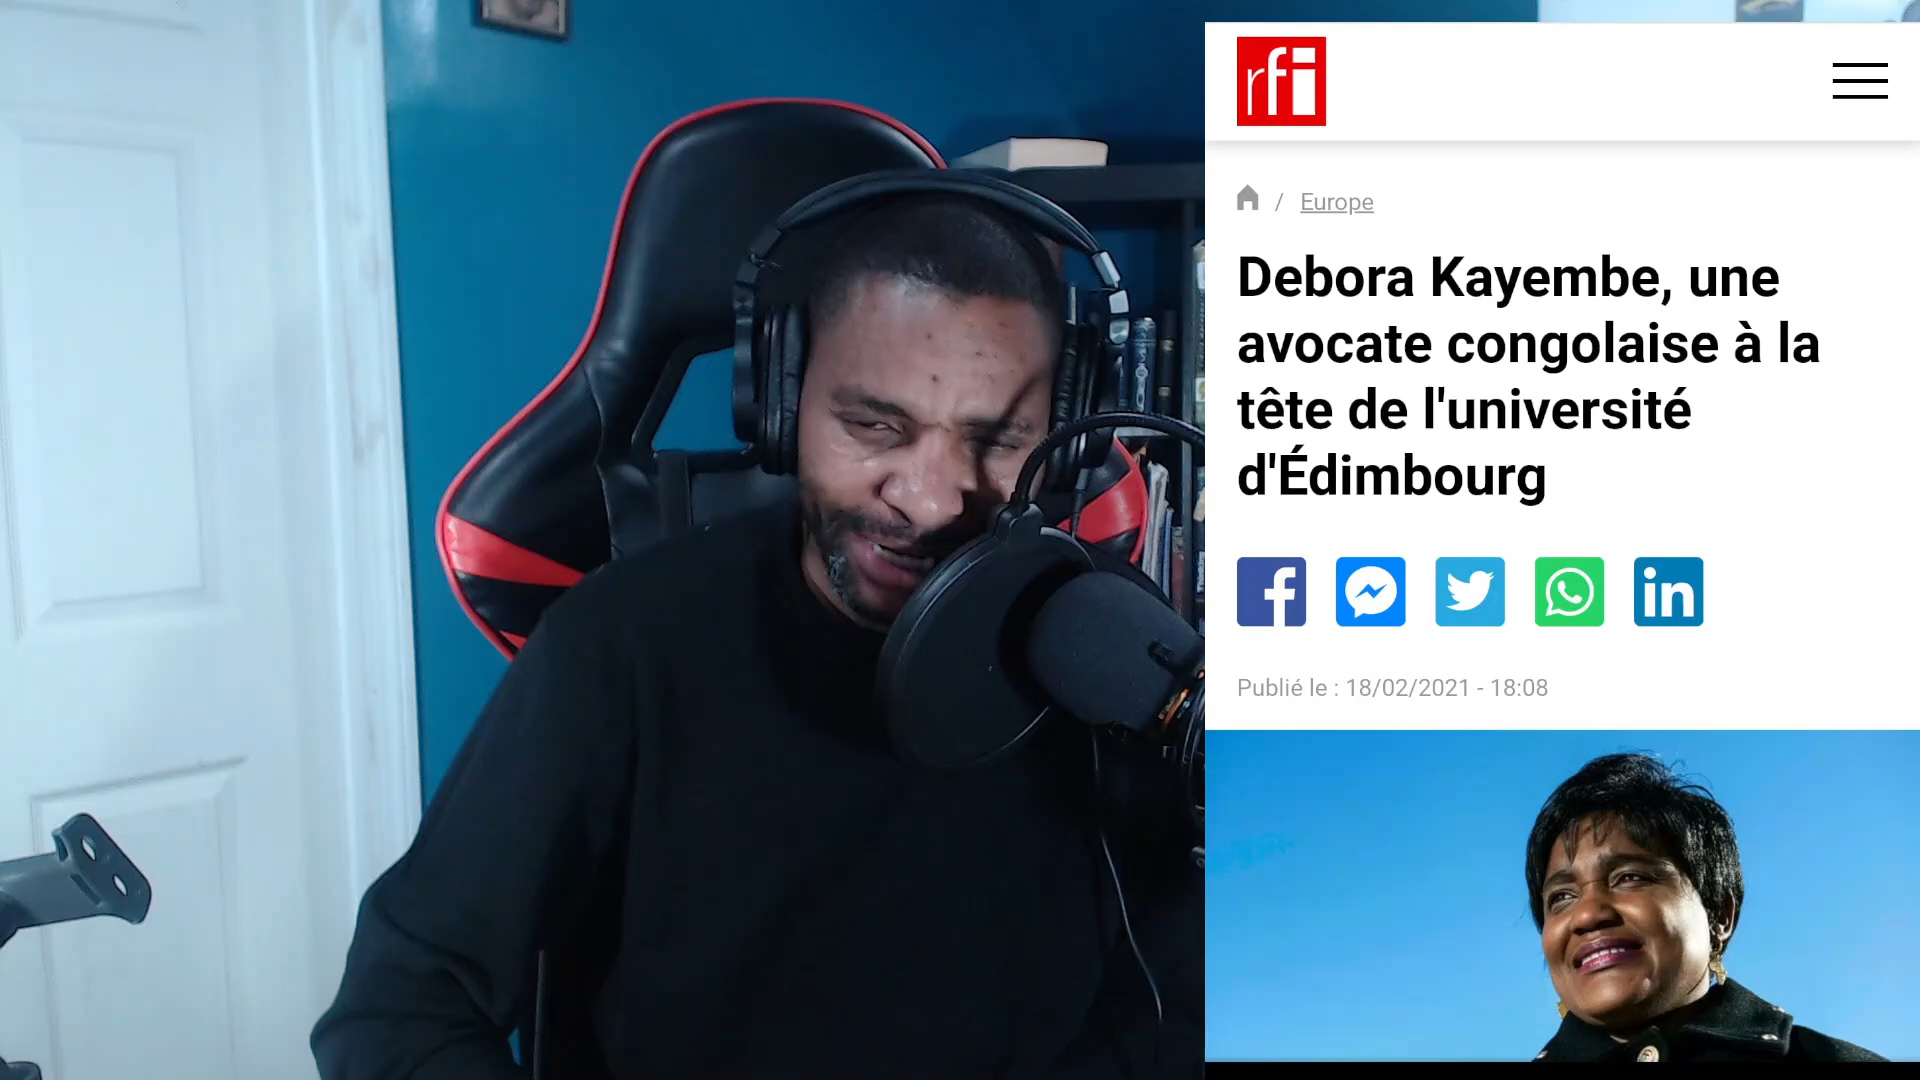 rfi
/ Europe
Debora Kayembe, une
avocate congolaise à la
tête de l'université
d'Édimbourg
Publié le : 18/02/2021 - 18:08